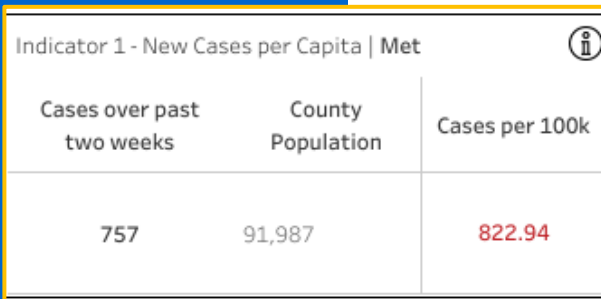 Indicator 1 - New Cases per Capita | Met
Cases over past
two weeks
County
Population
Cases per 100k
757
91,987
822.94